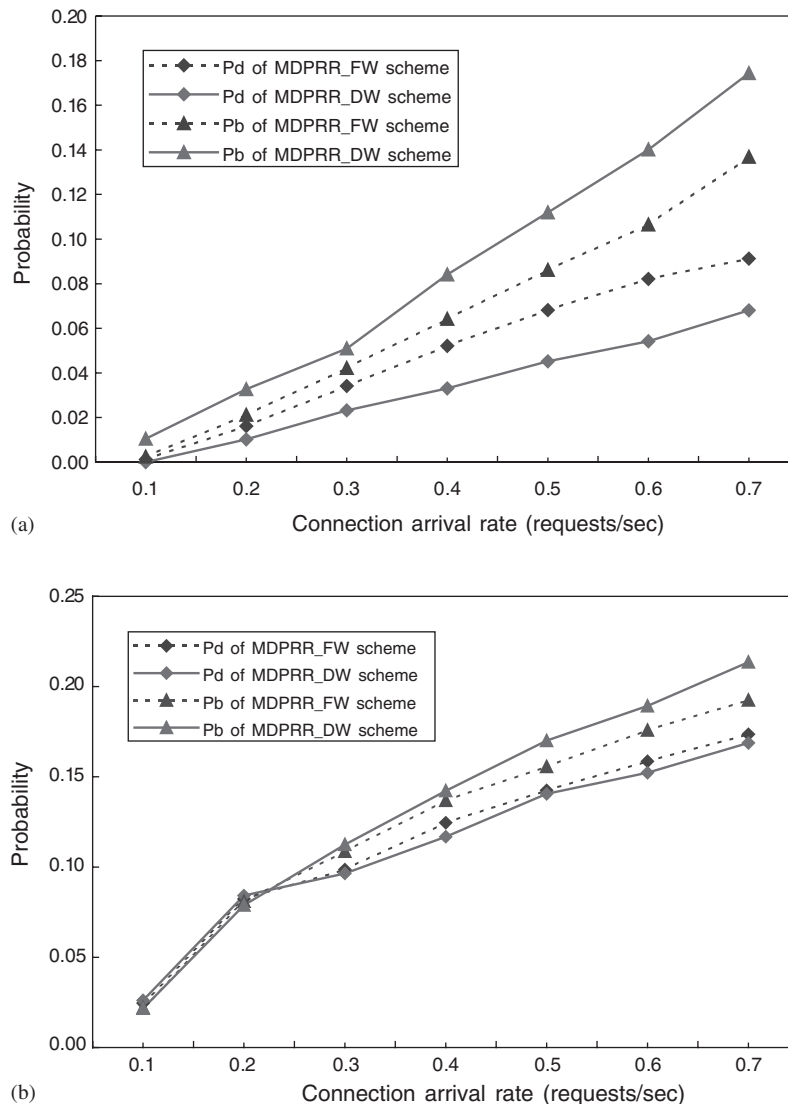 0.20
0.18
0.16
0.14
0.12
0.10
0.08
0.06
0.04
0.02
0.00
Probability
Pd of MDPRR_FW scheme
Pd of MDPRR_DW scheme
Pb of MDPRR_FW scheme
Pb of MDPRR_DW scheme
0.1 0.2 0.3 0.4 0.5 0.6 0.7
(a)
Connection arrival rate (requests/sec)
0.25
0.20
0.15
0.10
0.05
0.00
Probability
Pd of MDPRR_FW scheme
Pd of MDPRR_DW scheme
Pb of MDPRR_FW scheme
Pb of MDPRR_DW scheme
0.1 0.2 0.3 0.4 0.5 0.6 0.7
(b)
Connection arrival rate (requests/sec)